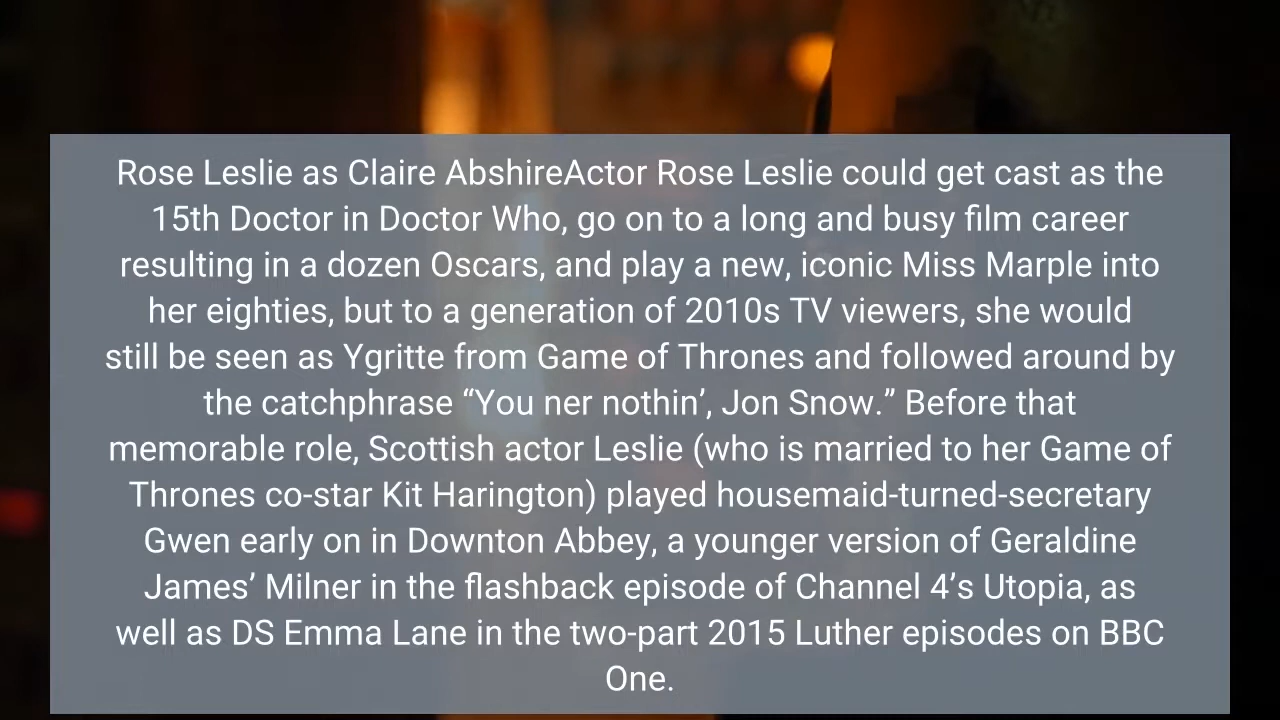 Rose Leslie as Claire AbshireActor Rose Leslie could get cast as the
15th Doctor in Doctor Who, go on to a long and busy film career
resulting in a dozen Oscars, and play a new, iconic Miss Marple into
her eighties, but to a generation of 2010s TV viewers, she would
still be seen as Ygritte from Game of Thrones and followed around by
the catchphrase “You ner nothin’, Jon Snow.” Before that
memorable role, Scottish actor Leslie (who is married to her Game of
Thrones co-star Kit Harington) played housemaid-turned-secretary
Gwen early on in Downton Abbey, a younger version of Geraldine
James’ Milner in the flashback episode of Channel 4’s Utopia, as
well as DS Emma Lane in the two-part 2015 Luther episodes on BBC
One.